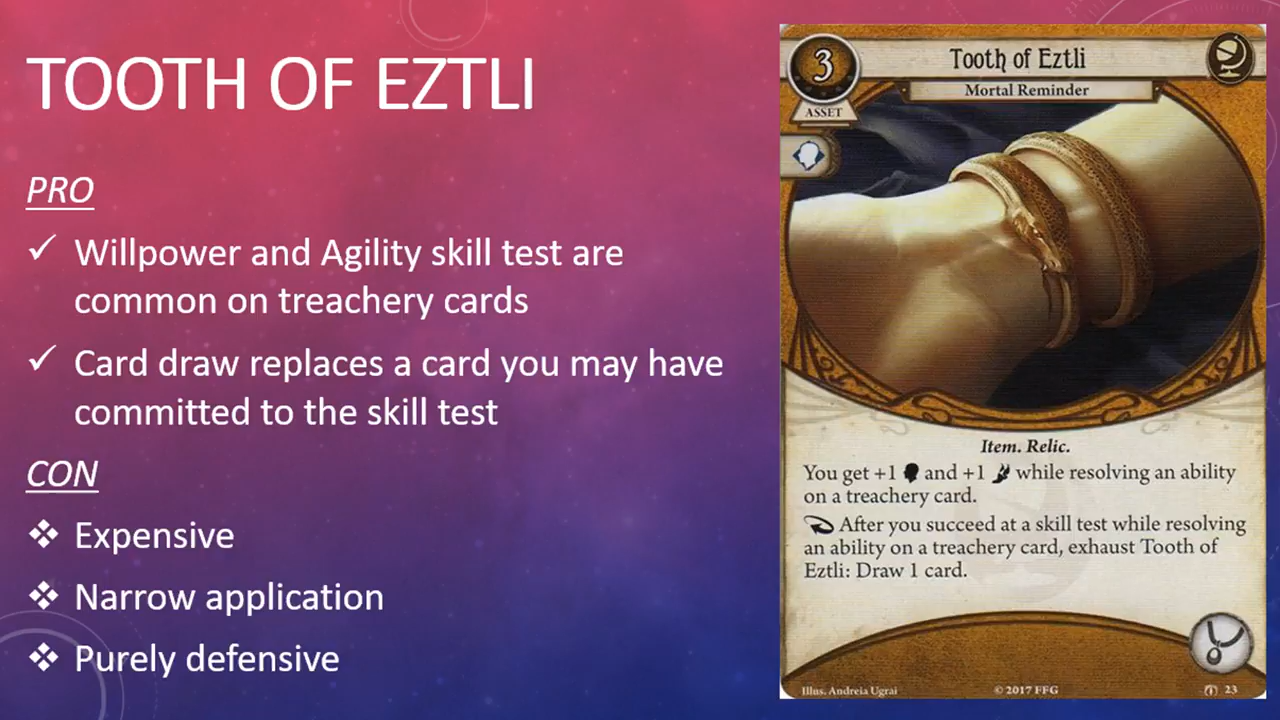 TOOTH OF EZTLI
PRO
✓ Willpower and Agility skill test are
common on treachery cards
✓ Card draw replaces a card you may have
committed to the skill test
CON
❖ Expensive
❖ Narrow application
❖ Purely defensive
3
ASSET
Tooth of Eztli
Mortal Reminder
Item. Relic.
You get +1 and +1 while resolving an ability
on a treachery card.
After you succeed at a skill test while resolving
an ability on a treachery card, exhaust Tooth of
Eztli: Draw 1 card.
Illus. Andreia Ugrai
© 2017 FFG
23